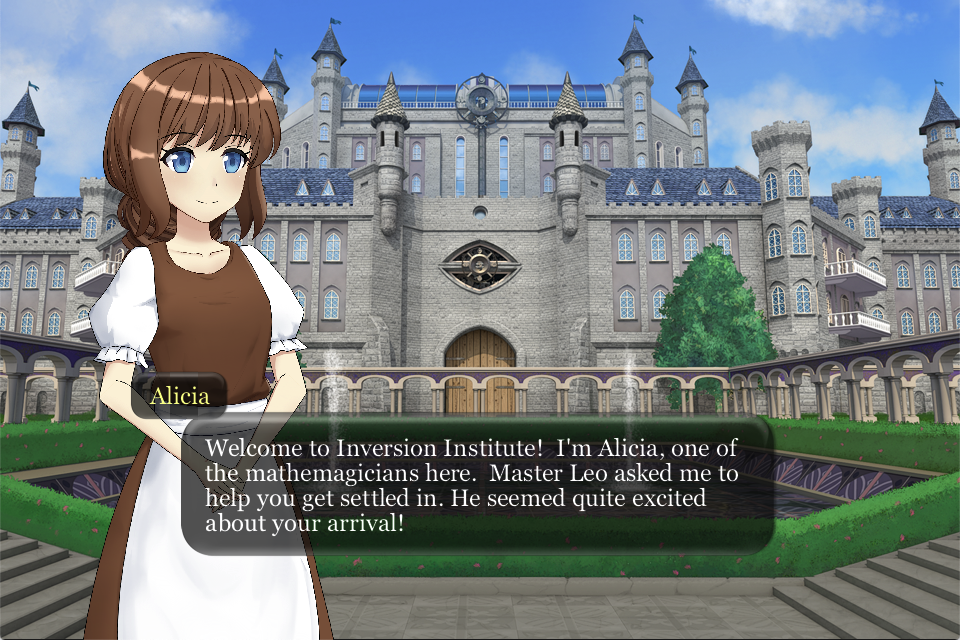 Alicia
Welcome to Inversion Institute!  I'm Alicia, one of
the mathemagicians here.  Master Leo asked me to
help you get settled in. He seemed quite excited
about your arrival!